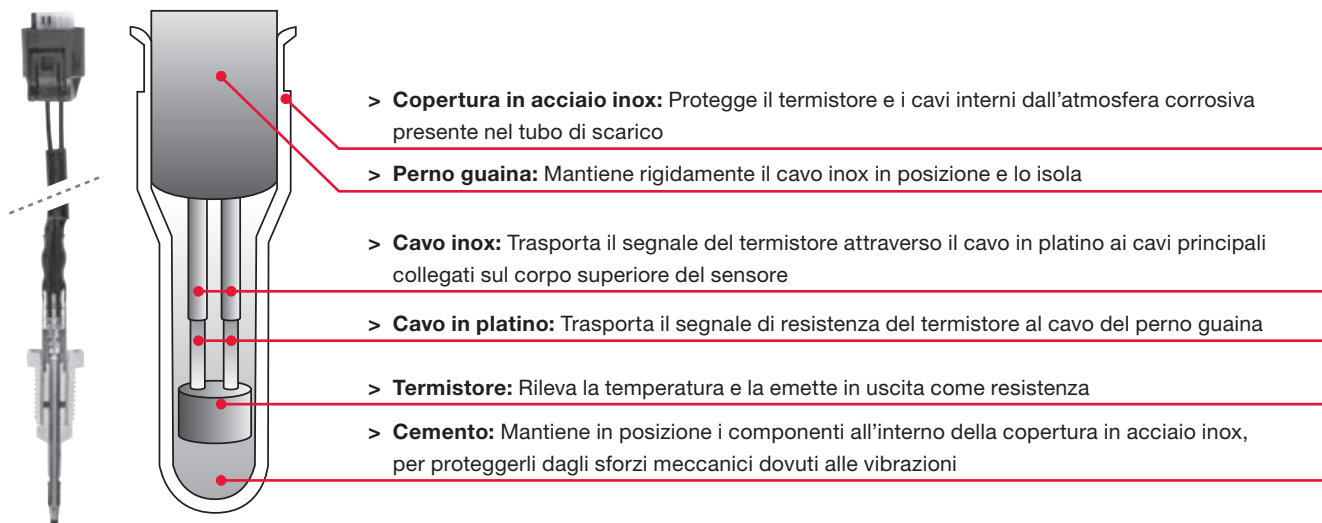 > Copertura in acciaio inox: Protegge il termistore e i cavi interni dall'atmosfera corrosiva
presente nel tubo di scarico
> Perno guaina: Mantiene rigidamente il cavo inox in posizione e lo isola
> Cavo inox: Trasporta il segnale del termistore attraverso il cavo in platino ai cavi principali
collegati sul corpo superiore del sensore
> Cavo in platino: Trasporta il segnale di resistenza del termistore al cavo del perno guaina
> Termistore: Rileva la temperatura e la emette in uscita come resistenza
> Cemento: Mantiene in posizione i componenti all'interno della copertura in acciaio inox,
per proteggerli dagli sforzi meccanici dovuti alle vibrazioni